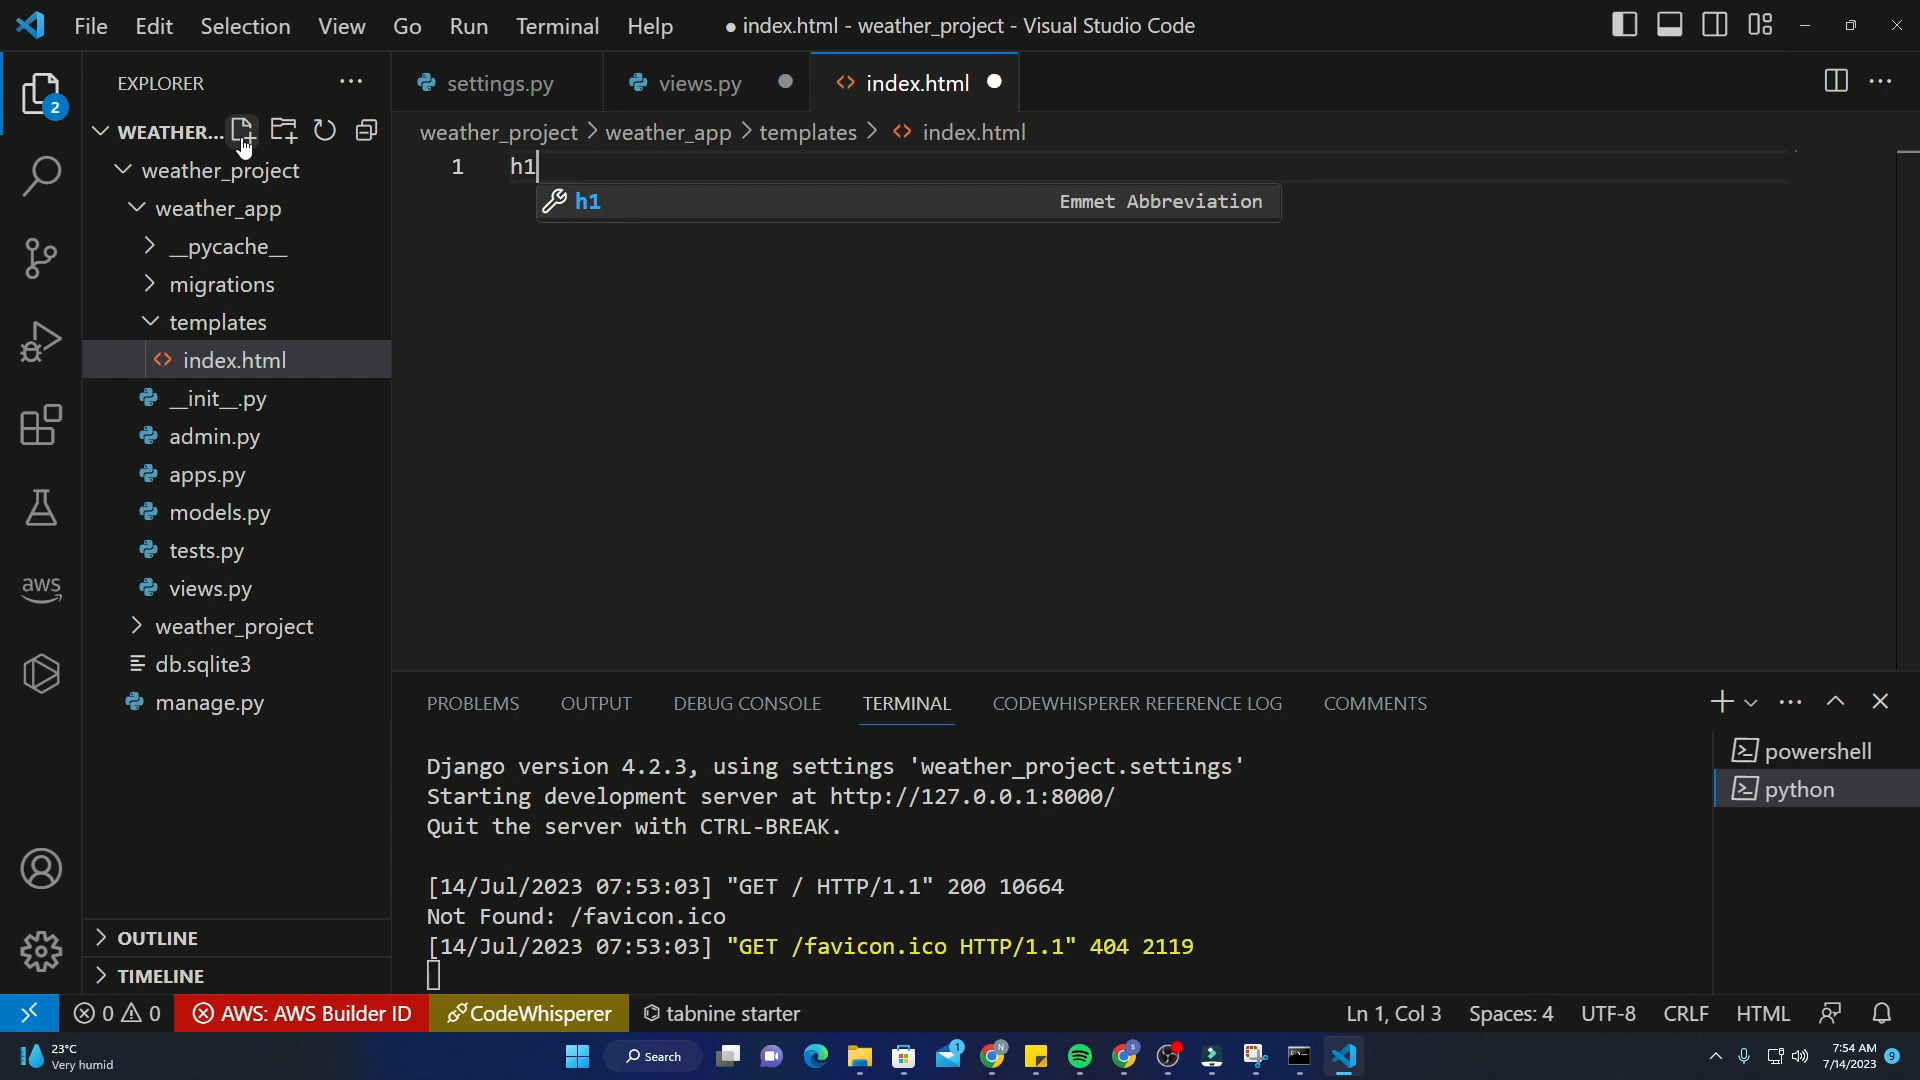 File Edit Selection View Go Run Terminal Help ● index.html - weather_project - Visual Studio Code
EXPLORER ···
settings.py views.py index.html
2
WEATHER...
weather_project > weather_app > templates > <> index.html
weather_project
1 h1
weather_app
h1 Emmet Abbreviation
__pycache__
migrations
templates
index.html
__init__.py
admin.py
apps.py
models.py
tests.py
aws
views.py
weather_project
db.sqlite3
manage.py
PROBLEMS OUTPUT DEBUG CONSOLE TERMINAL CODEWHISPERER REFERENCE LOG COMMENTS
powershell
python
Django version 4.2.3, using settings 'weather_project.settings'
Starting development server at http://127.0.0.1:8000/
Quit the server with CTRL-BREAK.
[14/Jul/2023 07:53:03] "GET / HTTP/1.1" 200 10664
Not Found: /favicon.ico
[14/Jul/2023 07:53:03] "GET /favicon.ico HTTP/1.1" 404 2119
OUTLINE
TIMELINE
0 0 AWS: AWS Builder ID CodeWhisperer tabnine starter Ln 1, Col 3 Spaces: 4 UTF-8 CRLF HTML
23°C
Very humid
Search
1
N
S
7:54 AM
7/14/2023
9